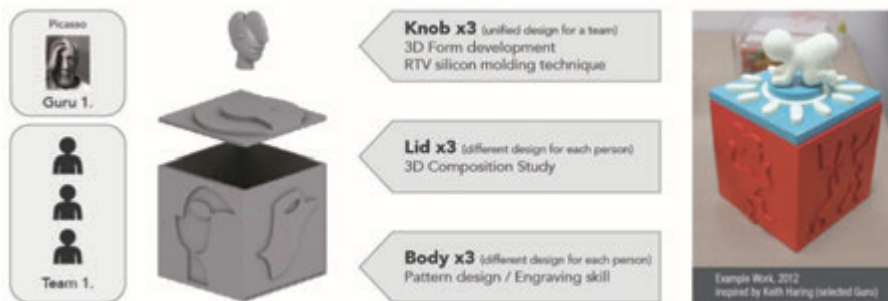 Picasso
Guru 1.
Team 1.
Knob x3 (unified design for a team)
3D Form development
RTV silicon molding technique
Lid x3 (different design for each person)
3D Composition Study
Body x3 (different design for each person)
Pattern design / Engraving skill
Example Work, 2012
inspired by Keith Haring (selected Guru)